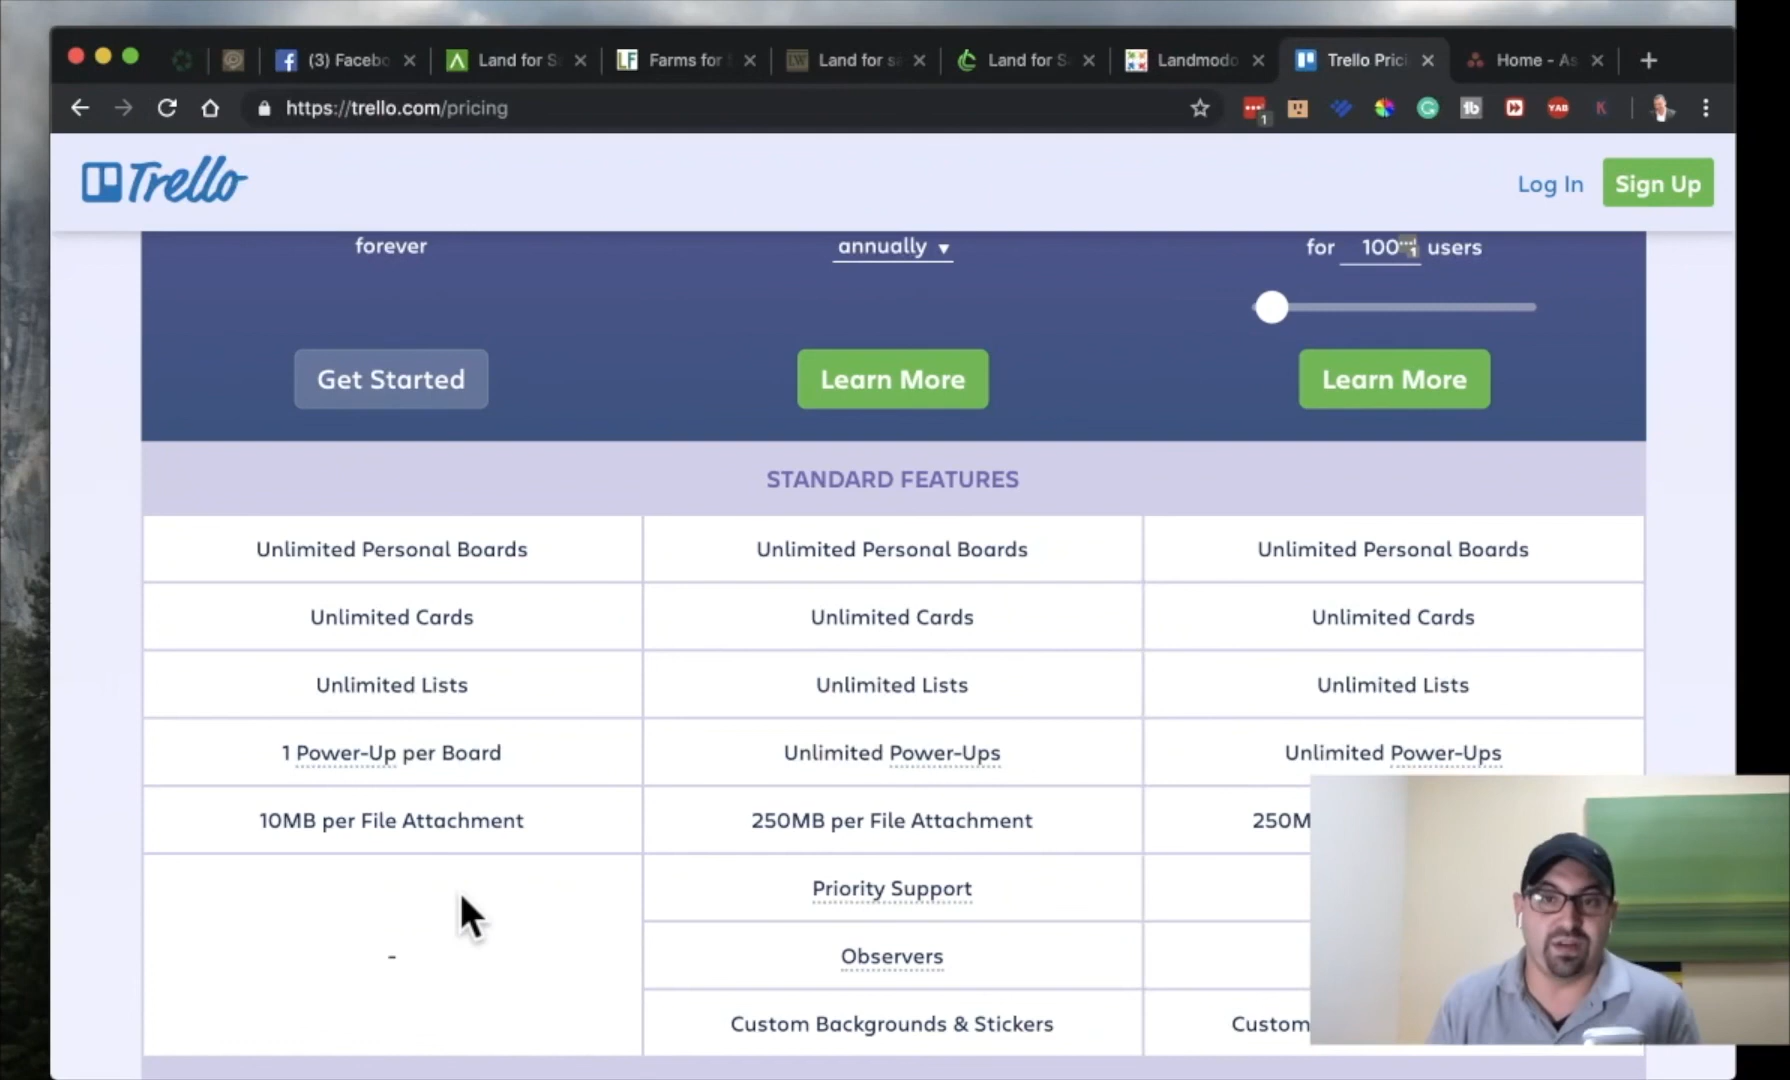 (3) Facebo
Land for S
Farms for
Land for s
Land for S
Landmodo
Trello Prici
Home - As
https://trello.com/pricing
1
tb
YAB
K
Trello
Log In
Sign Up
forever
annually
for 100 users
Get Started
Learn More
Learn More
STANDARD FEATURES
Unlimited Personal Boards
Unlimited Personal Boards
Unlimited Personal Boards
Unlimited Cards
Unlimited Cards
Unlimited Cards
Unlimited Lists
Unlimited Lists
Unlimited Lists
1 Power-Up per Board
Unlimited Power-Ups
Unlimited Power-Ups
10MB per File Attachment
250MB per File Attachment
250M
-
Priority Support
Observers
Custom Backgrounds & Stickers
Custom